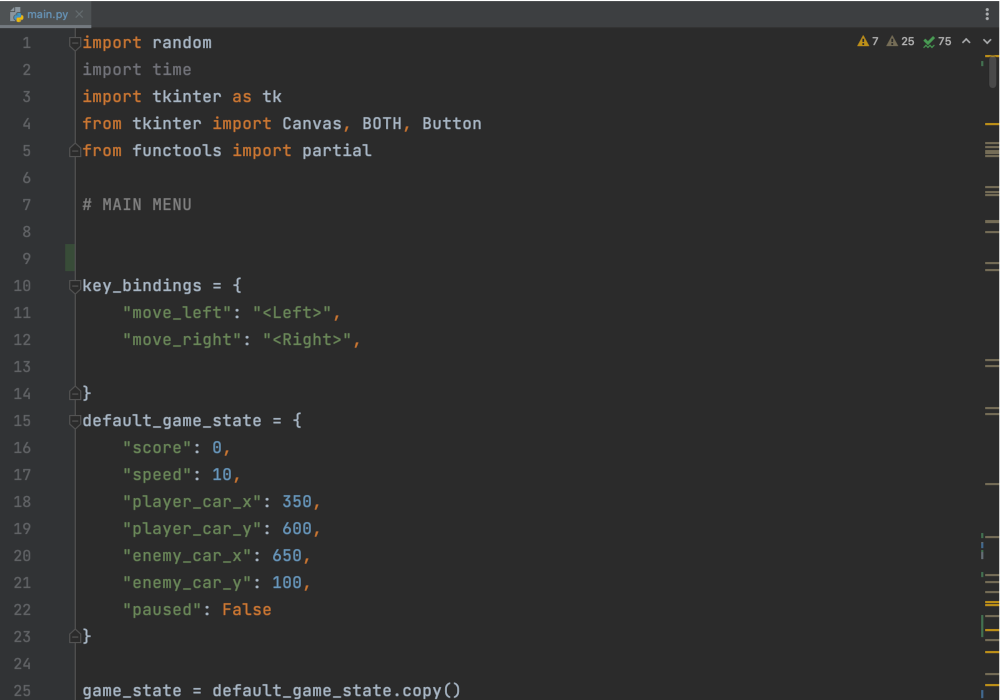 main.py
7 25 75
1 import random
2 import time
3 import tkinter as tk
4 from tkinter import Canvas, BOTH, Button
5 from functools import partial
6
7 # MAIN MENU
8
9
10 key_bindings = {
11     "move_left": "<Left>",
12     "move_right": "<Right>",
13
14 }
15 default_game_state = {
16     "score": 0,
17     "speed": 10,
18     "player_car_x": 350,
19     "player_car_y": 600,
20     "enemy_car_x": 650,
21     "enemy_car_y": 100,
22     "paused": False
23 }
24
25 game_state = default_game_state.copy()